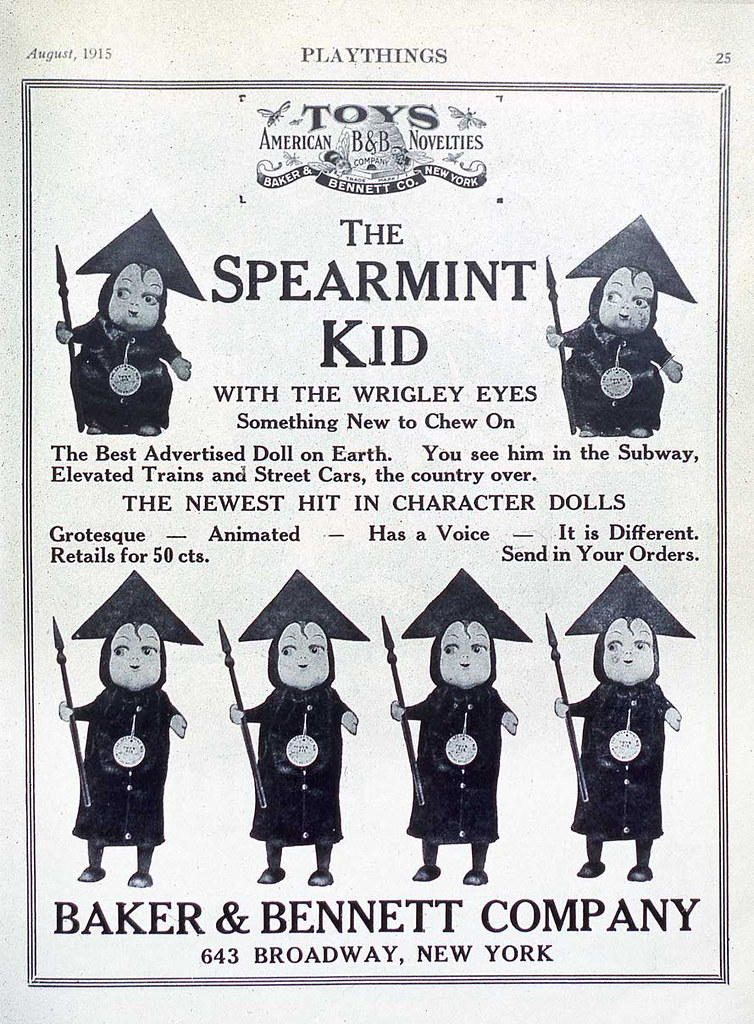 August, 1915 PLAYTHINGS 25
TOYS
AMERICAN B&B NOVELTIES
COMPANY
TRADE MARK
BAKER & BENNETT CO. NEW YORK
THE
SPEARMINT
KID
WITH THE WRIGLEY EYES
Something New to Chew On
The Best Advertised Doll on Earth. You see him in the Subway,
Elevated Trains and Street Cars, the country over.
THE NEWEST HIT IN CHARACTER DOLLS
Grotesque — Animated — Has a Voice — It is Different.
Retails for 50 cts. Send in Your Orders.
BAKER & BENNETT COMPANY
643 BROADWAY, NEW YORK